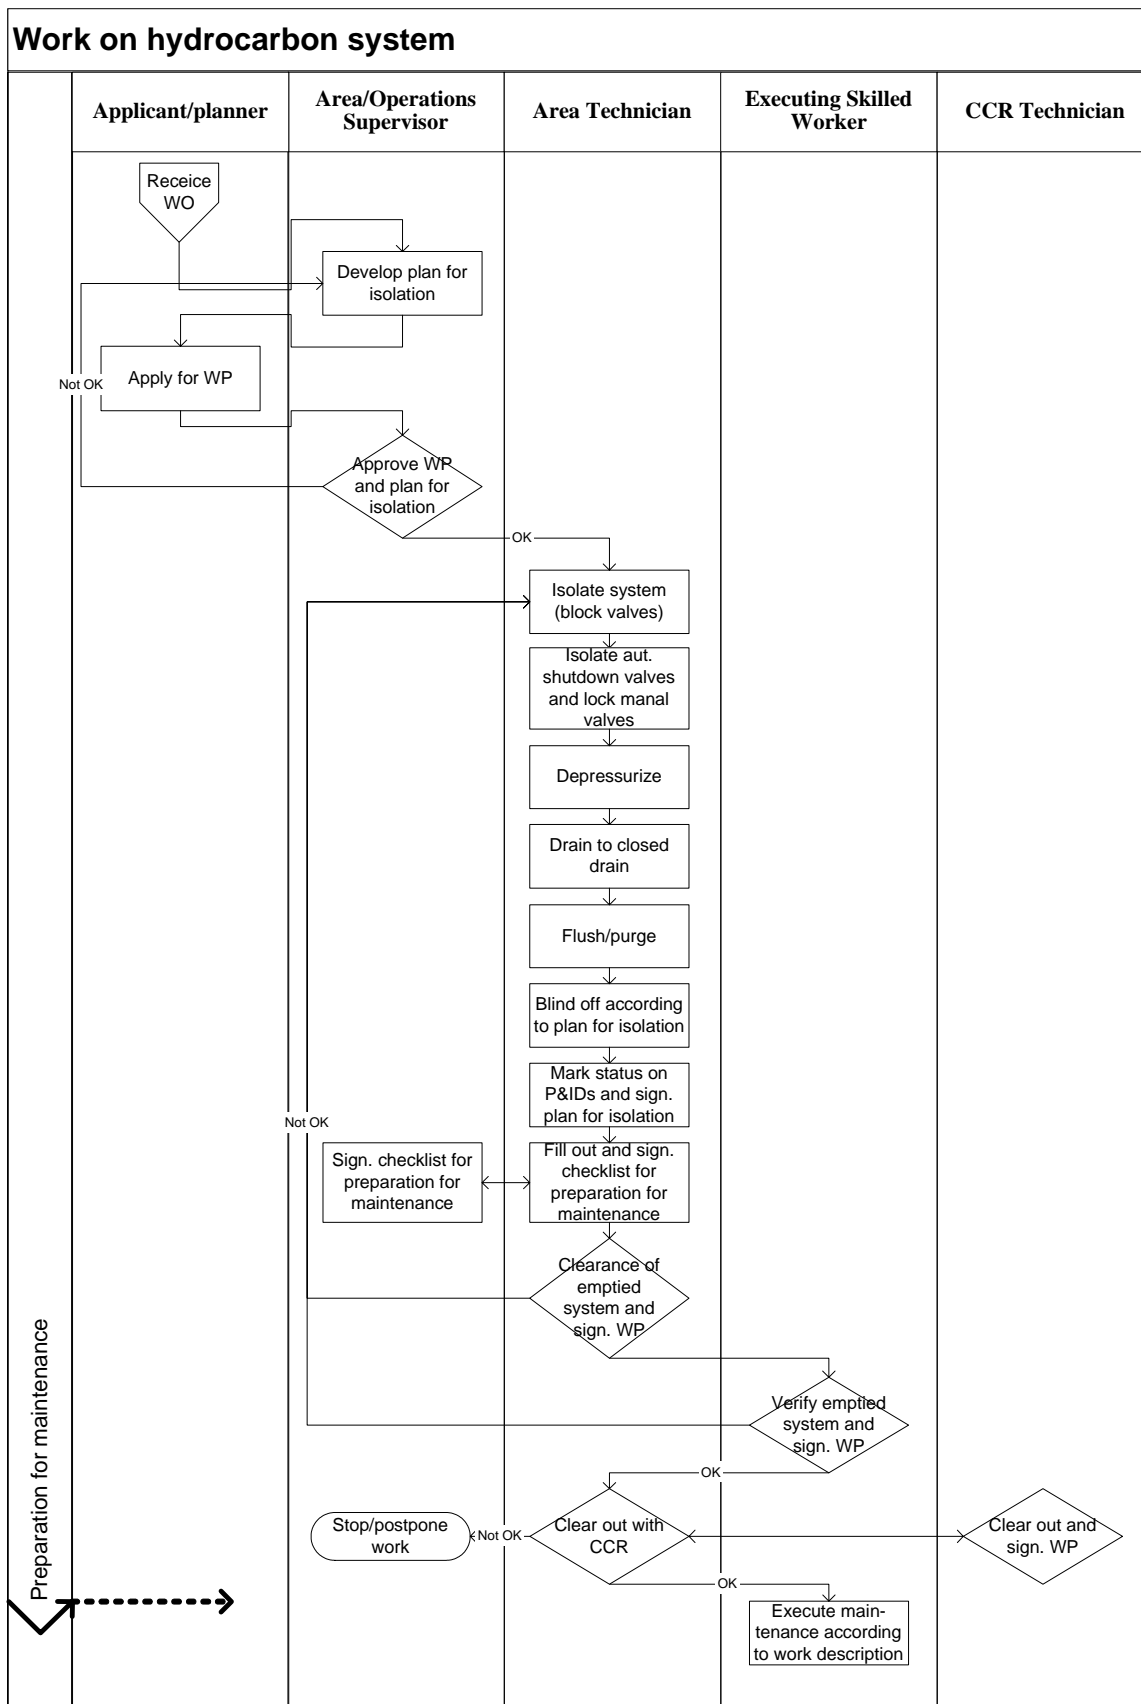 Work on hydrocarbon system
Applicant/planner
Area/Operations
Supervisor
Area Technician
Executing Skilled
Worker
CCR Technician
Receice
WO
Develop plan for
isolation
Not OK
Apply for WP
Approve WP
and plan for
isolation
OK
Isolate system
(block valves)
Isolate aut.
shutdown valves
and lock manal
valves
Depressurize
Drain to closed
drain
Flush/purge
Blind off according
to plan for isolation
Mark status on
P&IDs and sign.
plan for isolation
Not OK
Sign. checklist for
preparation for
maintenance
Fill out and sign.
checklist for
preparation for
maintenance
Clearance of
emptied
system and
sign. WP
Verify emptied
system and
sign. WP
OK
Stop/postpone
work
Not OK
Clear out with
CCR
Clear out and
sign. WP
OK
Execute main-
tenance according
to work description
Preparation for maintenance